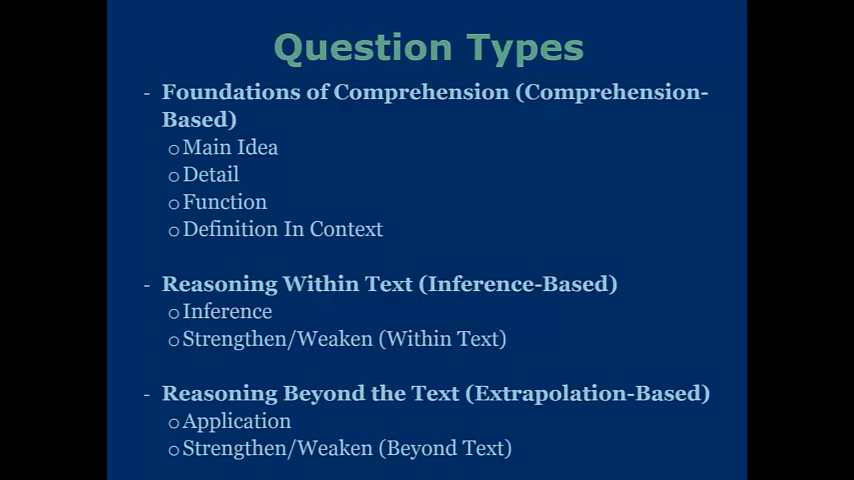 Question Types
- Foundations of Comprehension (Comprehension-
Based)
o Main Idea
o Detail
o Function
o Definition In Context
- Reasoning Within Text (Inference-Based)
o Inference
o Strengthen/Weaken (Within Text)
- Reasoning Beyond the Text (Extrapolation-Based)
o Application
o Strengthen/Weaken (Beyond Text)